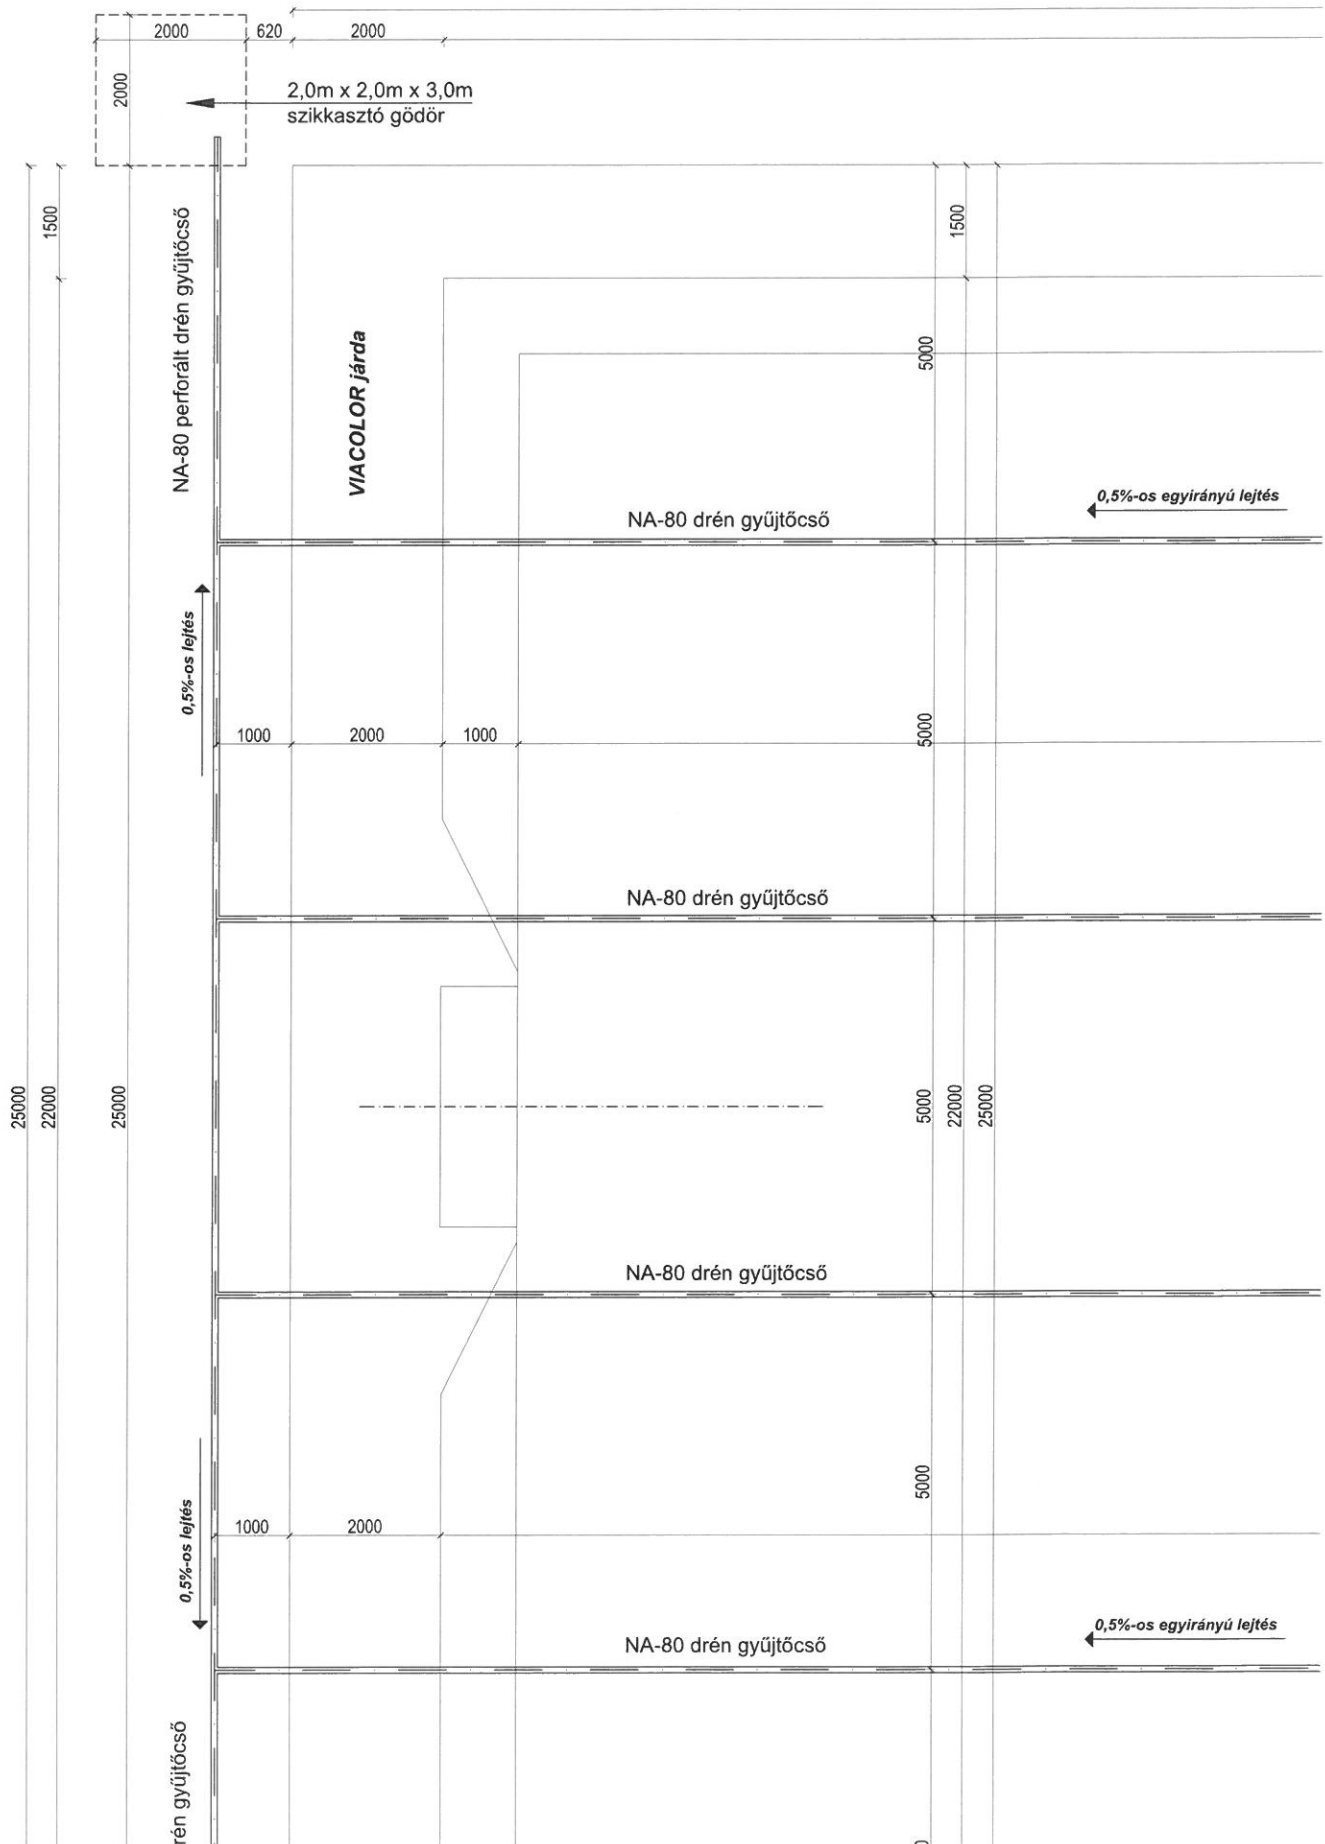 2000
620
2000
2000
2,0m x 2,0m x 3,0m
szikkasztó gödör
1500
1500
NA-80 perforált drén gyűjtőcső
VIACOLOR járda
5000
0,5%-os egyirányú lejtés
NA-80 drén gyűjtőcső
0,5%-os lejtés
1000
2000
1000
5000
NA-80 drén gyűjtőcső
25000
22000
25000
5000
22000
25000
NA-80 drén gyűjtőcső
5000
0,5%-os lejtés
1000
2000
0,5%-os egyirányú lejtés
NA-80 drén gyűjtőcső
rén gyűjtőcső